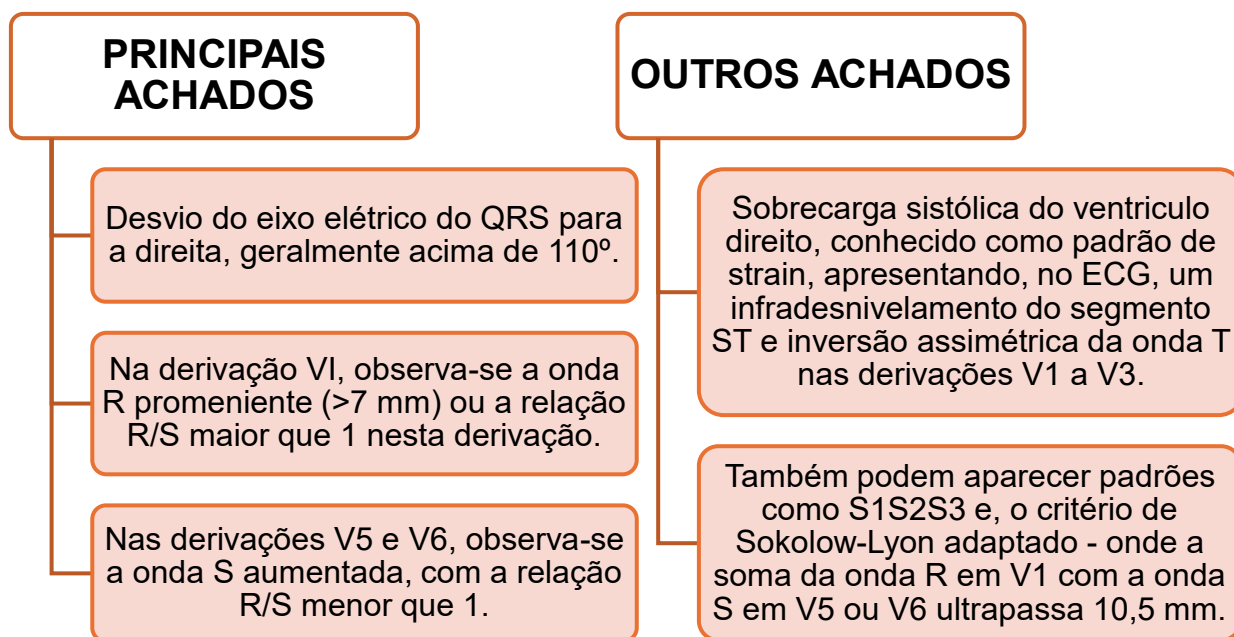 PRINCIPAIS
ACHADOS
Desvio do eixo elétrico do QRS para
a direita, geralmente acima de 110º.
Na derivação VI, observa-se a onda
R promeniente (>7 mm) ou a relação
R/S maior que 1 nesta derivação.
Nas derivações V5 e V6, observa-se
a onda S aumentada, com a relação
R/S menor que 1.
OUTROS ACHADOS
Sobrecarga sistólica do ventriculo
direito, conhecido como padrão de
strain, apresentando, no ECG, um
infradesnivelamento do segmento
ST e inversão assimétrica da onda T
nas derivações V1 a V3.
Também podem aparecer padrões
como S1S2S3 e, o critério de
Sokolow-Lyon adaptado - onde a
soma da onda R em V1 com a onda
S em V5 ou V6 ultrapassa 10,5 mm.